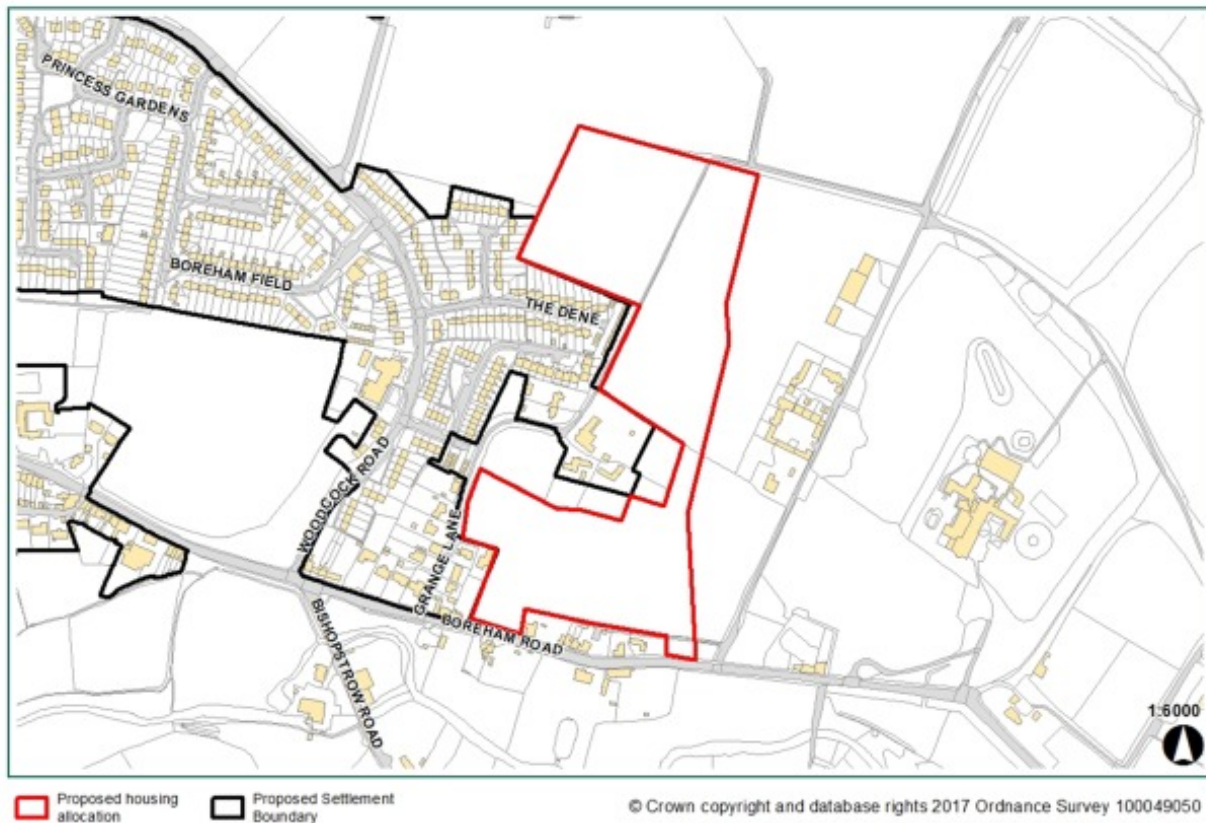 PRINCESS GARDENS
BOREHAM FIELD
THE DENE
WOODCOCK ROAD
GRANGE LANE
BOREHAM ROAD
BISHOPSTROW ROAD
1:6000
Proposed housing
allocation
Proposed Settlement
Boundary
© Crown copyright and database rights 2017 Ordnance Survey 100049050